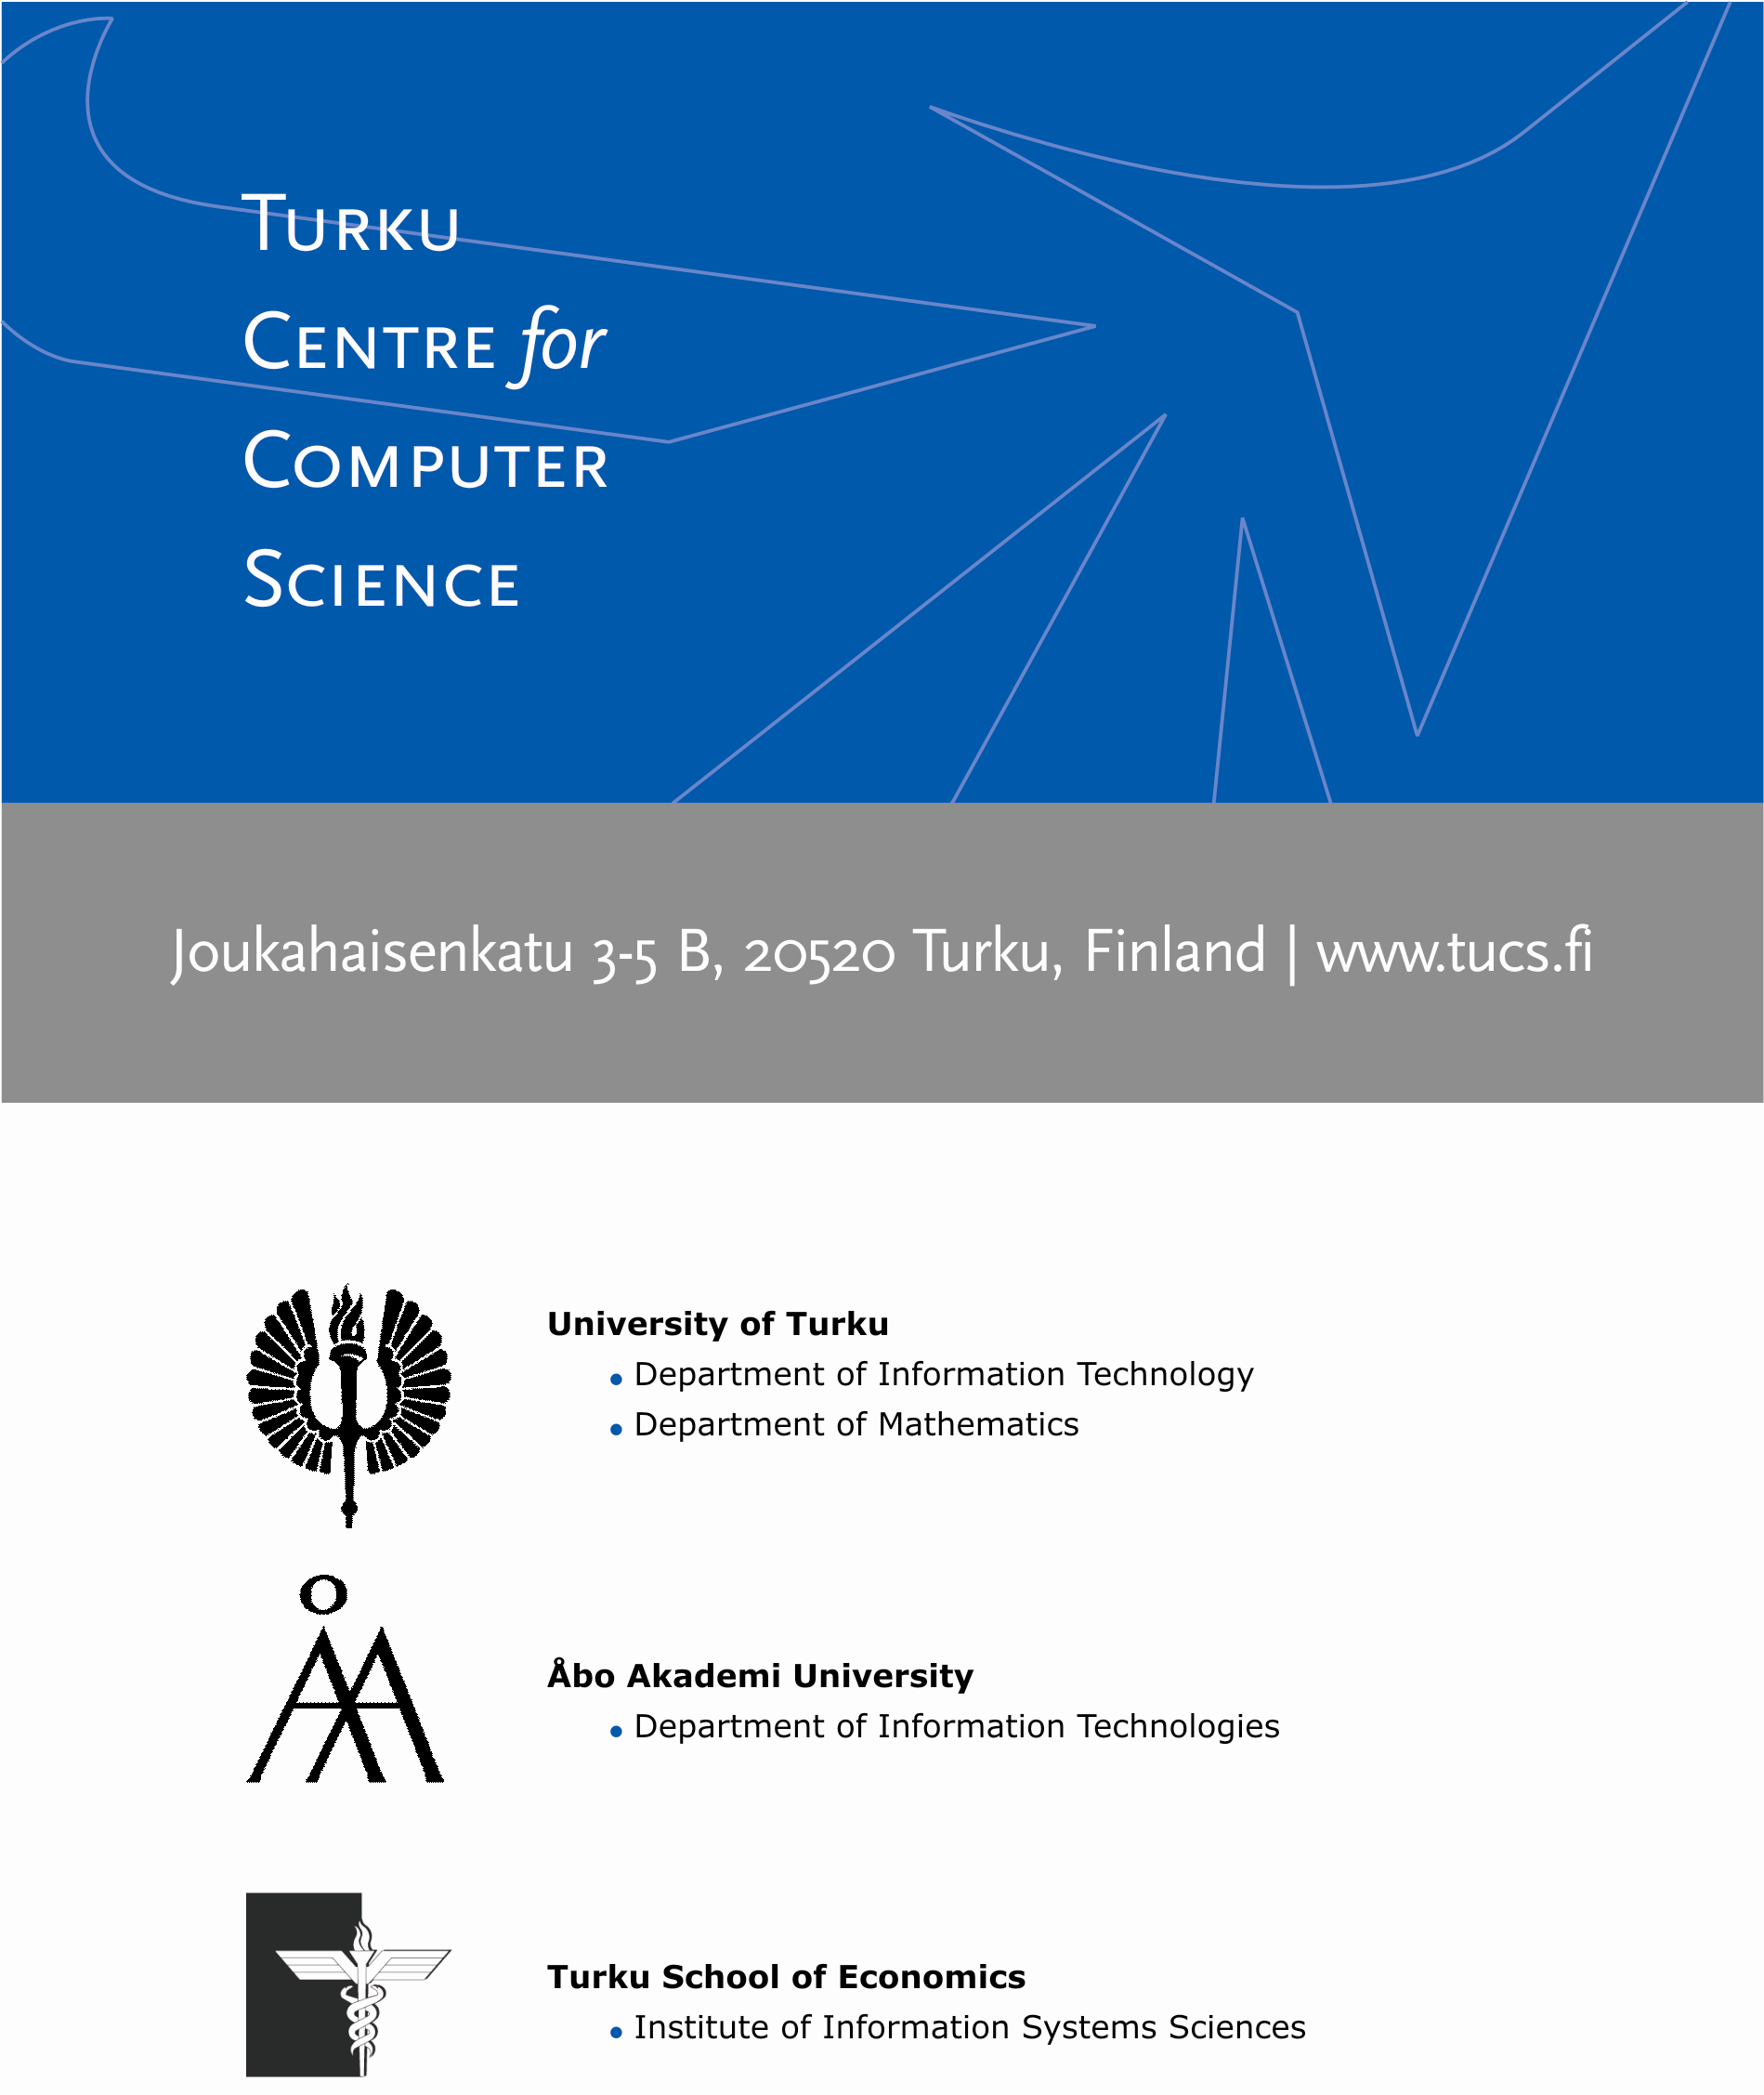 Turku
Centre for
Computer
Science
Joukahaisenkatu 3-5 B, 20520 Turku, Finland | www.tucs.fi
University of Turku
• Department of Information Technology
• Department of Mathematics
Åbo Akademi University
• Department of Information Technologies
Turku School of Economics
• Institute of Information Systems Sciences